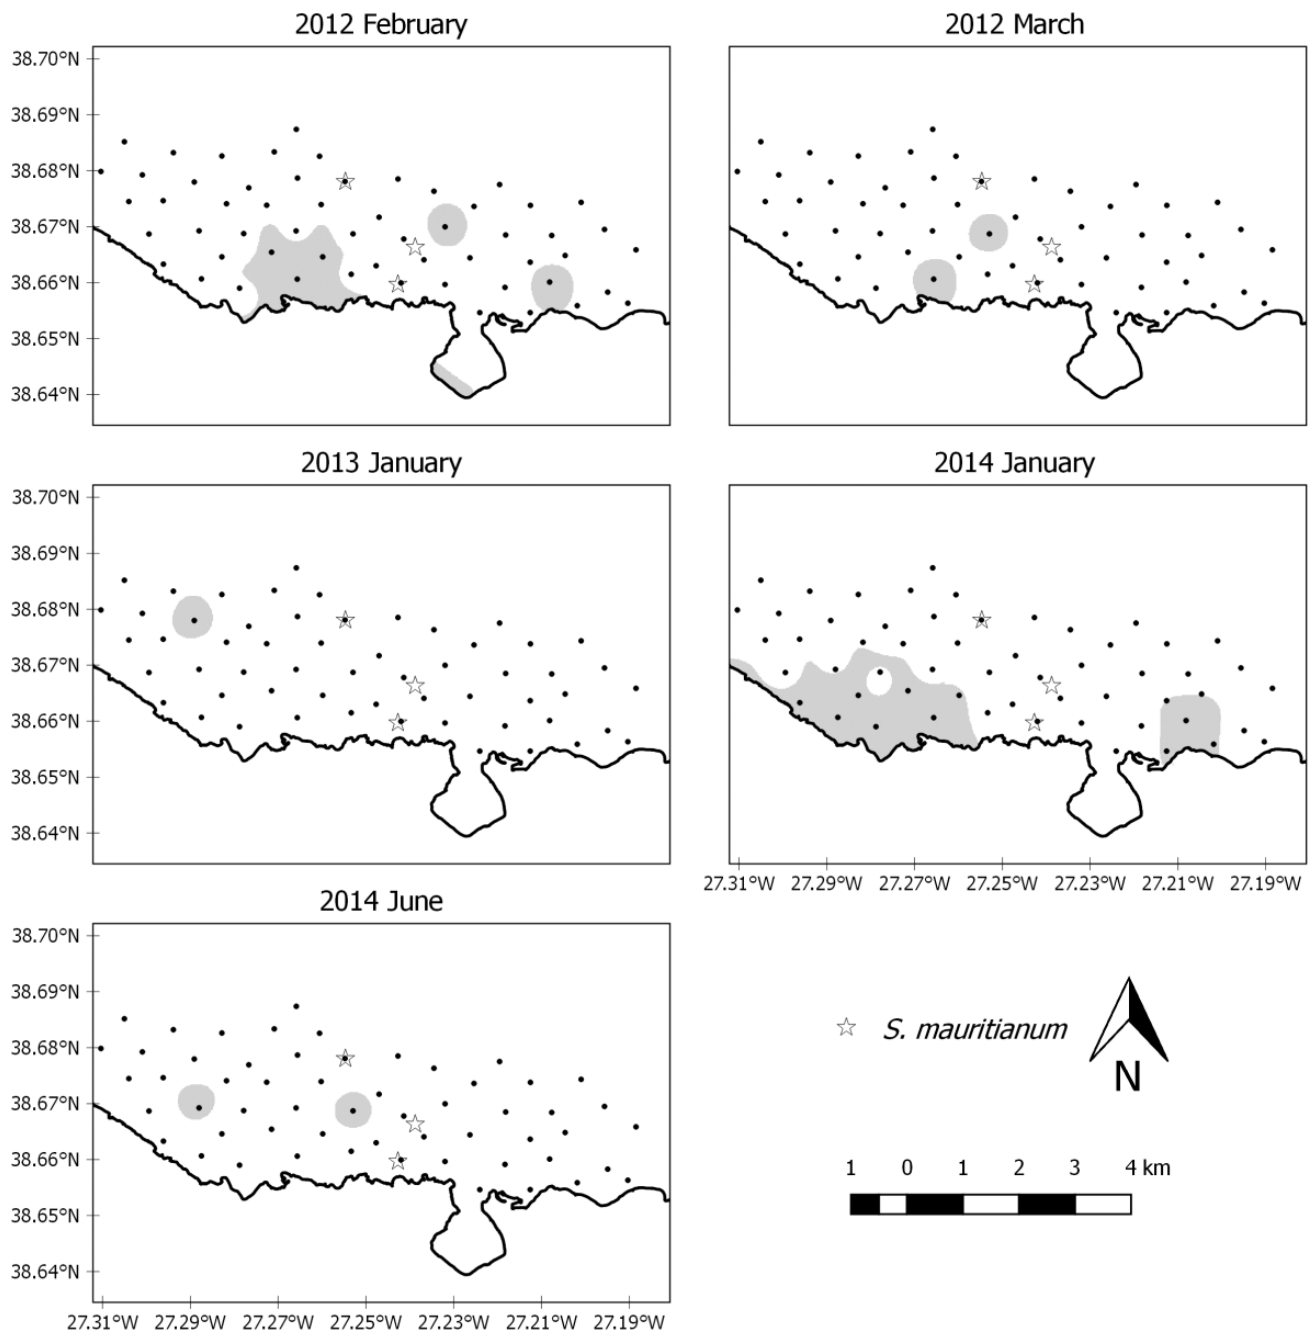 2012 February
2012 March
38.70°N
38.69°N
38.68°N
38.67°N
38.66°N
38.65°N
38.64°N
2013 January
2014 January
38.70°N
38.69°N
38.68°N
38.67°N
38.66°N
38.65°N
38.64°N
27.31°W 27.29°W 27.27°W 27.25°W 27.23°W 27.21°W 27.19°W
2014 June
38.70°N
38.69°N
38.68°N
38.67°N
38.66°N
38.65°N
38.64°N
27.31°W 27.29°W 27.27°W 27.25°W 27.23°W 27.21°W 27.19°W
S. mauritianum
N
1 0 1 2 3 4 km